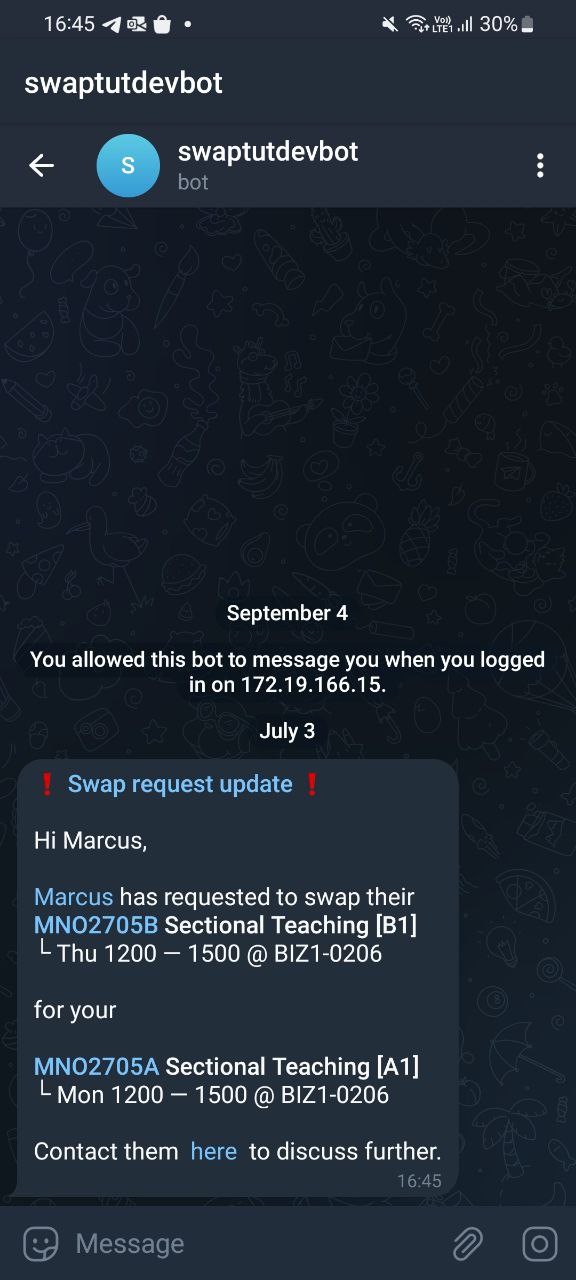 16:45 30%
swaptutdevbot
S
swaptutdevbot
bot
September 4
You allowed this bot to message you when you logged
in on 172.19.166.15.
July 3
❗ Swap request update ❗
Hi Marcus,
Marcus has requested to swap their
MNO2705B Sectional Teaching [B1]
└ Thu 1200 — 1500 @ BIZ1-0206
for your
MNO2705A Sectional Teaching [A1]
└ Mon 1200 — 1500 @ BIZ1-0206
Contact them here to discuss further.
16:45
Message